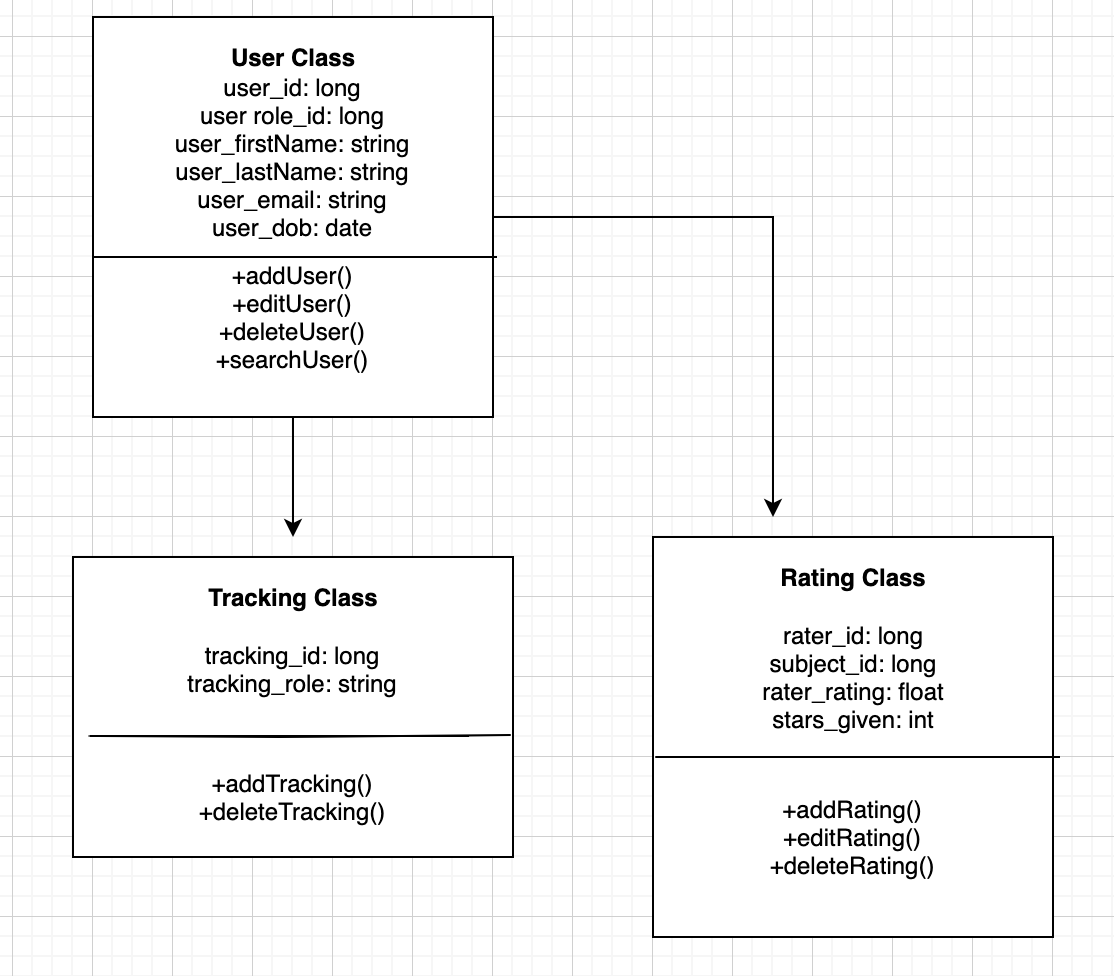 User Class
user_id: long
user role_id: long
user_firstName: string
user_lastName: string
user_email: string
user_dob: date
+addUser()
+editUser()
+deleteUser()
+searchUser()
Tracking Class
tracking_id: long
tracking_role: string
+addTracking()
+deleteTracking()
Rating Class
rater_id: long
subject_id: long
rater_rating: float
stars_given: int
+addRating()
+editRating()
+deleteRating()